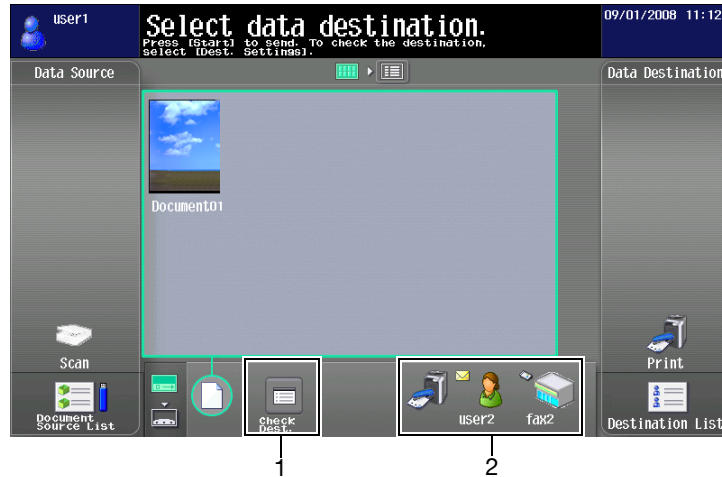 user1
Select data destination.
Press [Start] to send. To check the destination,
select [Dest. Settings].
09/01/2008 11:12
Data Source
Data Destination
Document01
Scan
Print
Document
Source List
Check
Dest.
user2
fax2
Destination List
1
2